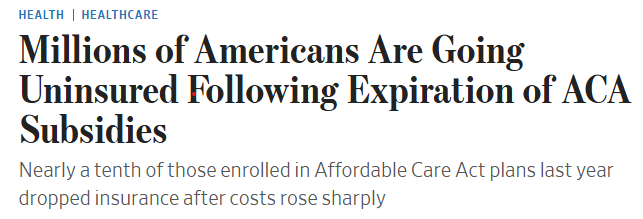 HEALTH | HEALTHCARE
Millions of Americans Are Going
Uninsured Following Expiration of ACA
Subsidies
Nearly a tenth of those enrolled in Affordable Care Act plans last year
dropped insurance after costs rose sharply